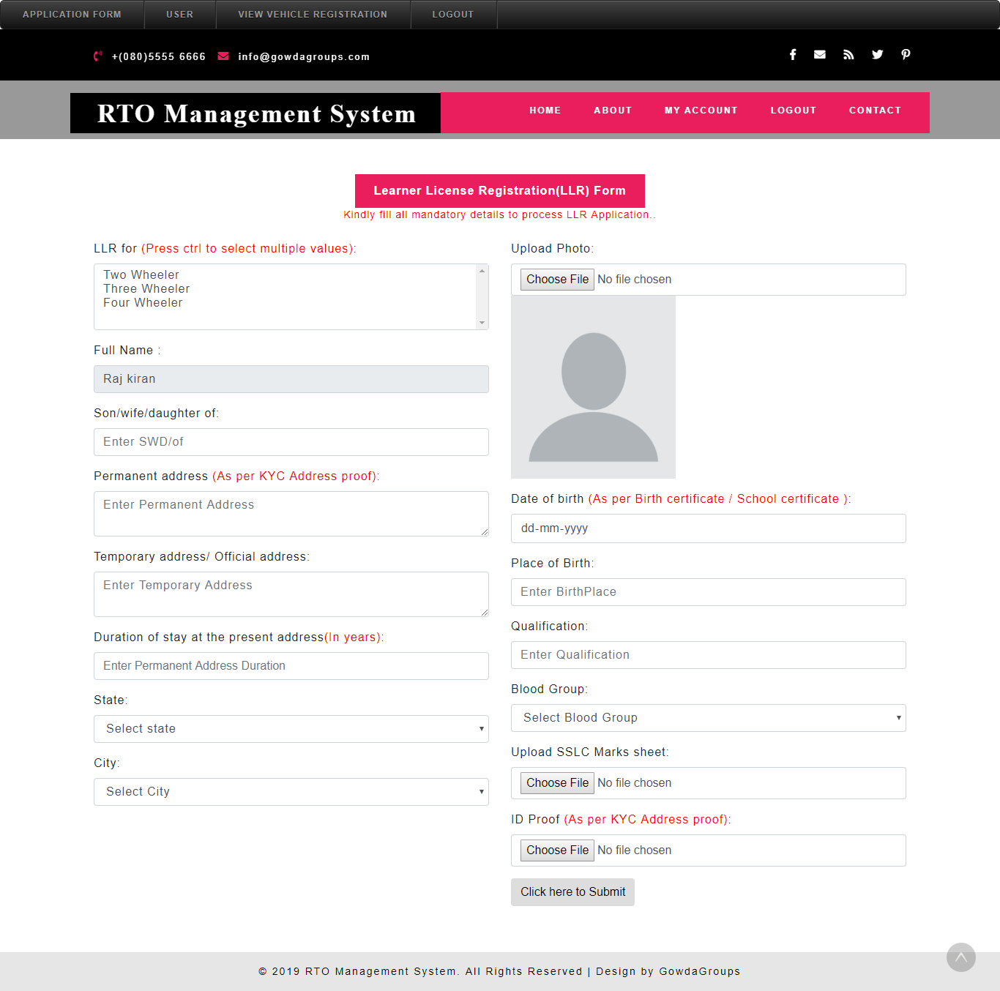 APPLICATION FORM USER VIEW VEHICLE REGISTRATION LOGOUT
+(080)5555 6666 info@gowdagroups.com
RTO Management System HOME ABOUT MY ACCOUNT LOGOUT CONTACT
Learner License Registration(LLR) Form
Kindly fill all mandatory details to process LLR Application..
LLR for (Press ctrl to select multiple values):
Two Wheeler
Three Wheeler
Four Wheeler
Full Name :
Raj kiran
Son/wife/daughter of:
Enter SWD/of
Permanent address (As per KYC Address proof):
Enter Permanent Address
Temporary address/ Official address:
Enter Temporary Address
Duration of stay at the present address(In years):
Enter Permanent Address Duration
State:
Select state
City:
Select City
Upload Photo:
Choose File No file chosen
Date of birth (As per Birth certificate / School certificate ):
dd-mm-yyyy
Place of Birth:
Enter BirthPlace
Qualification:
Enter Qualification
Blood Group:
Select Blood Group
Upload SSLC Marks sheet:
Choose File No file chosen
ID Proof (As per KYC Address proof):
Choose File No file chosen
Click here to Submit
© 2019 RTO Management System. All Rights Reserved | Design by GowdaGroups